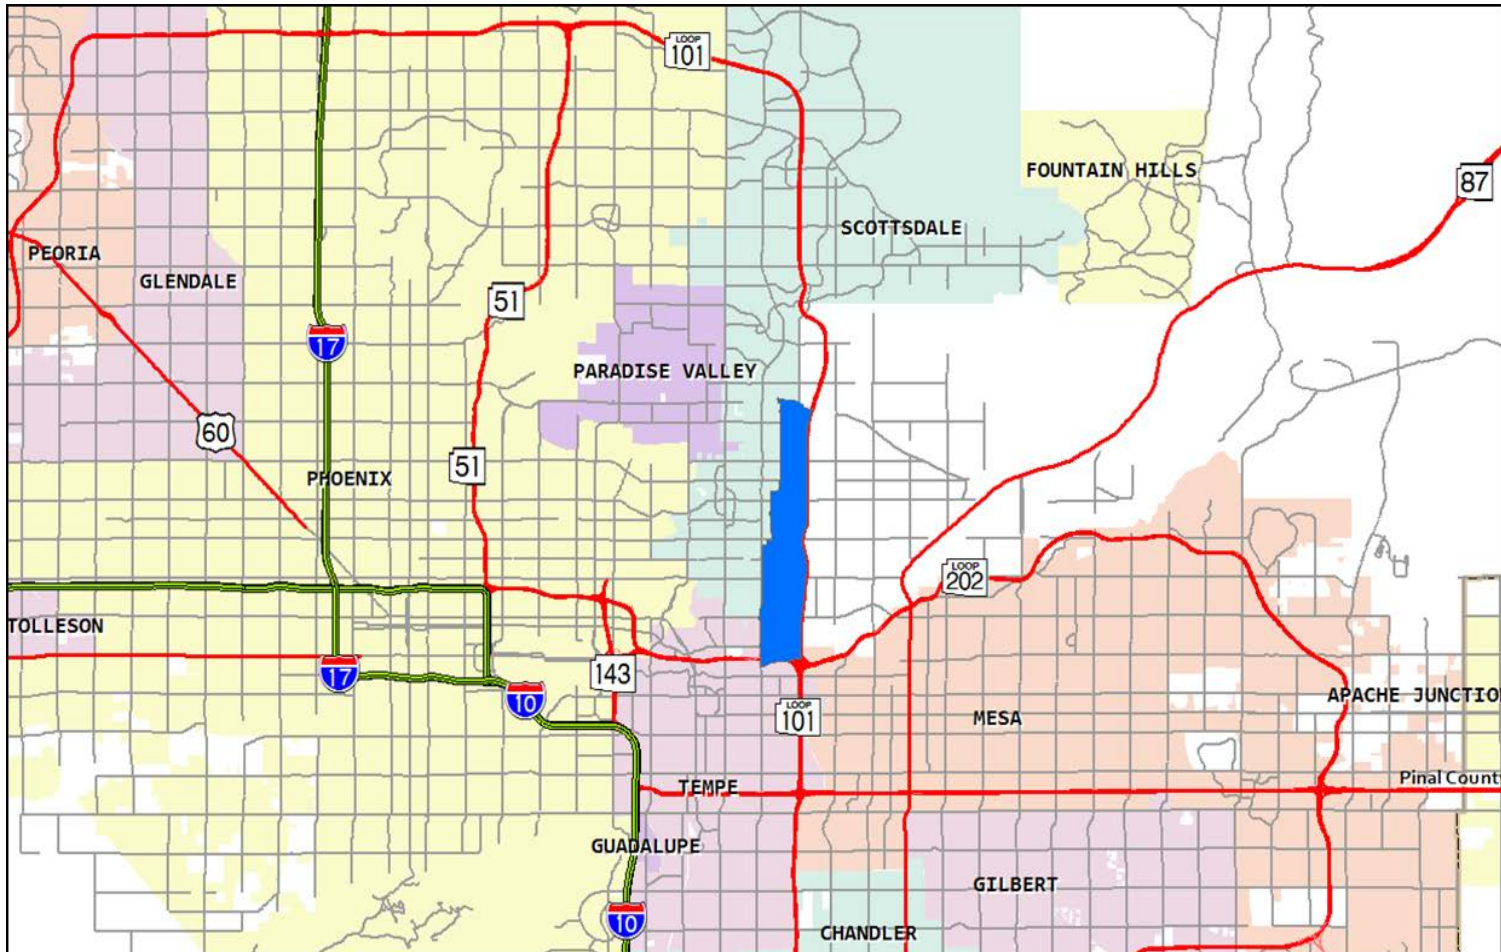 LOOP
101
FOUNTAIN HILLS
87
SCOTTSDALE
PEORIA
GLENDALE
51
17
PARADISE VALLEY
60
51
PHOENIX
LOOP
202
TOLLESON
17
143
10
APACHE JUNCTIO
LOOP
101
MESA
Pinal County
TEMPE
GUADALUPE
GILBERT
10
CHANDLER